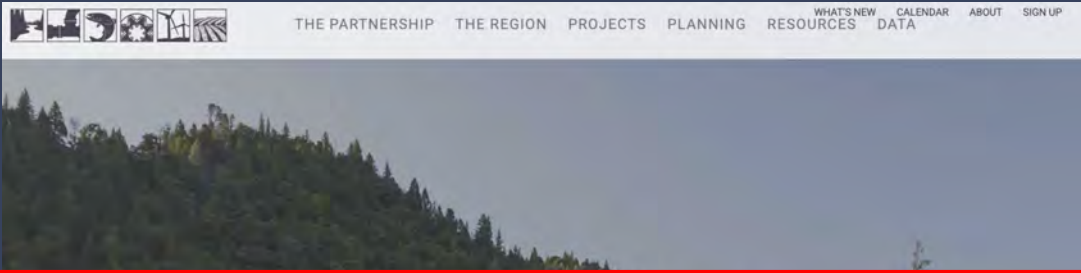 WHAT'S NEW CALENDAR ABOUT SIGN UP
THE PARTNERSHIP THE REGION PROJECTS PLANNING RESOURCES DATA